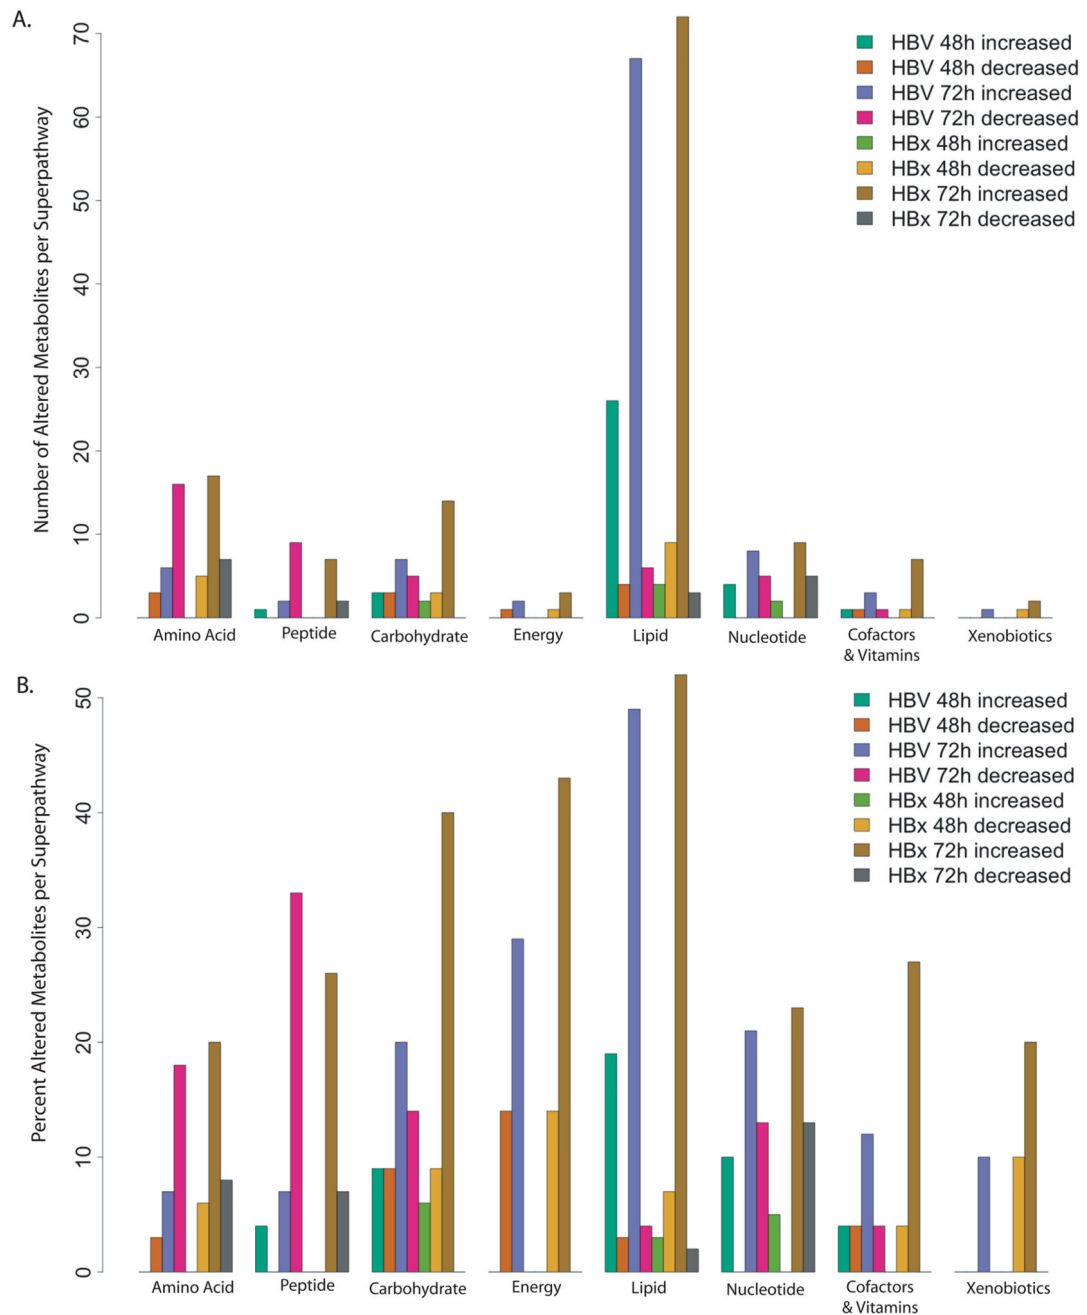 A.
Number of Altered Metabolites per Superpathway
70
60
50
40
30
20
10
0
HBV 48h increased
HBV 48h decreased
HBV 72h increased
HBV 72h decreased
HBx 48h increased
HBx 48h decreased
HBx 72h increased
HBx 72h decreased
Amino Acid
Peptide
Carbohydrate
Energy
Lipid
Nucleotide
Cofactors
& Vitamins
Xenobiotics
B.
Percent Altered Metabolites per Superpathway
50
40
30
20
10
0
HBV 48h increased
HBV 48h decreased
HBV 72h increased
HBV 72h decreased
HBx 48h increased
HBx 48h decreased
HBx 72h increased
HBx 72h decreased
Amino Acid
Peptide
Carbohydrate
Energy
Lipid
Nucleotide
Cofactors
& Vitamins
Xenobiotics